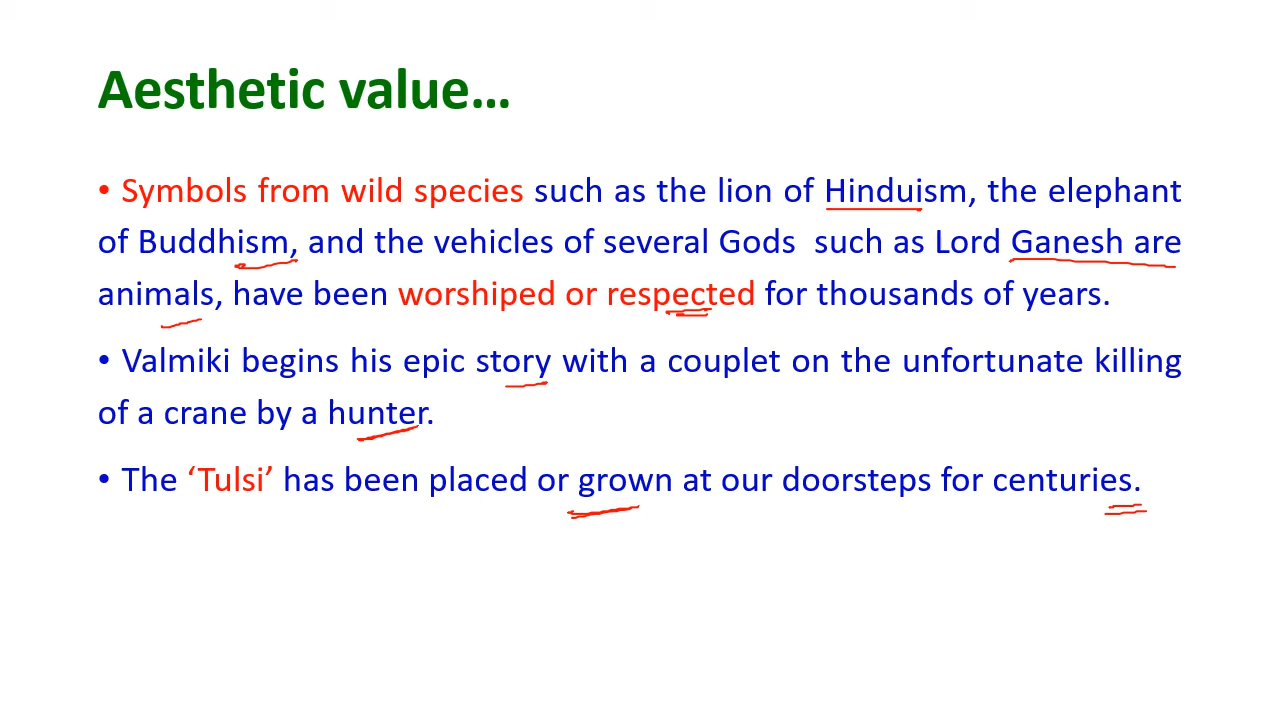 Aesthetic value...
• Symbols from wild species such as the lion of Hinduism, the elephant
of Buddhism, and the vehicles of several Gods such as Lord Ganesh are
animals, have been worshiped or respected for thousands of years.
• Valmiki begins his epic story with a couplet on the unfortunate killing
of a crane by a hunter.
• The ‘Tulsi’ has been placed or grown at our doorsteps for centuries.